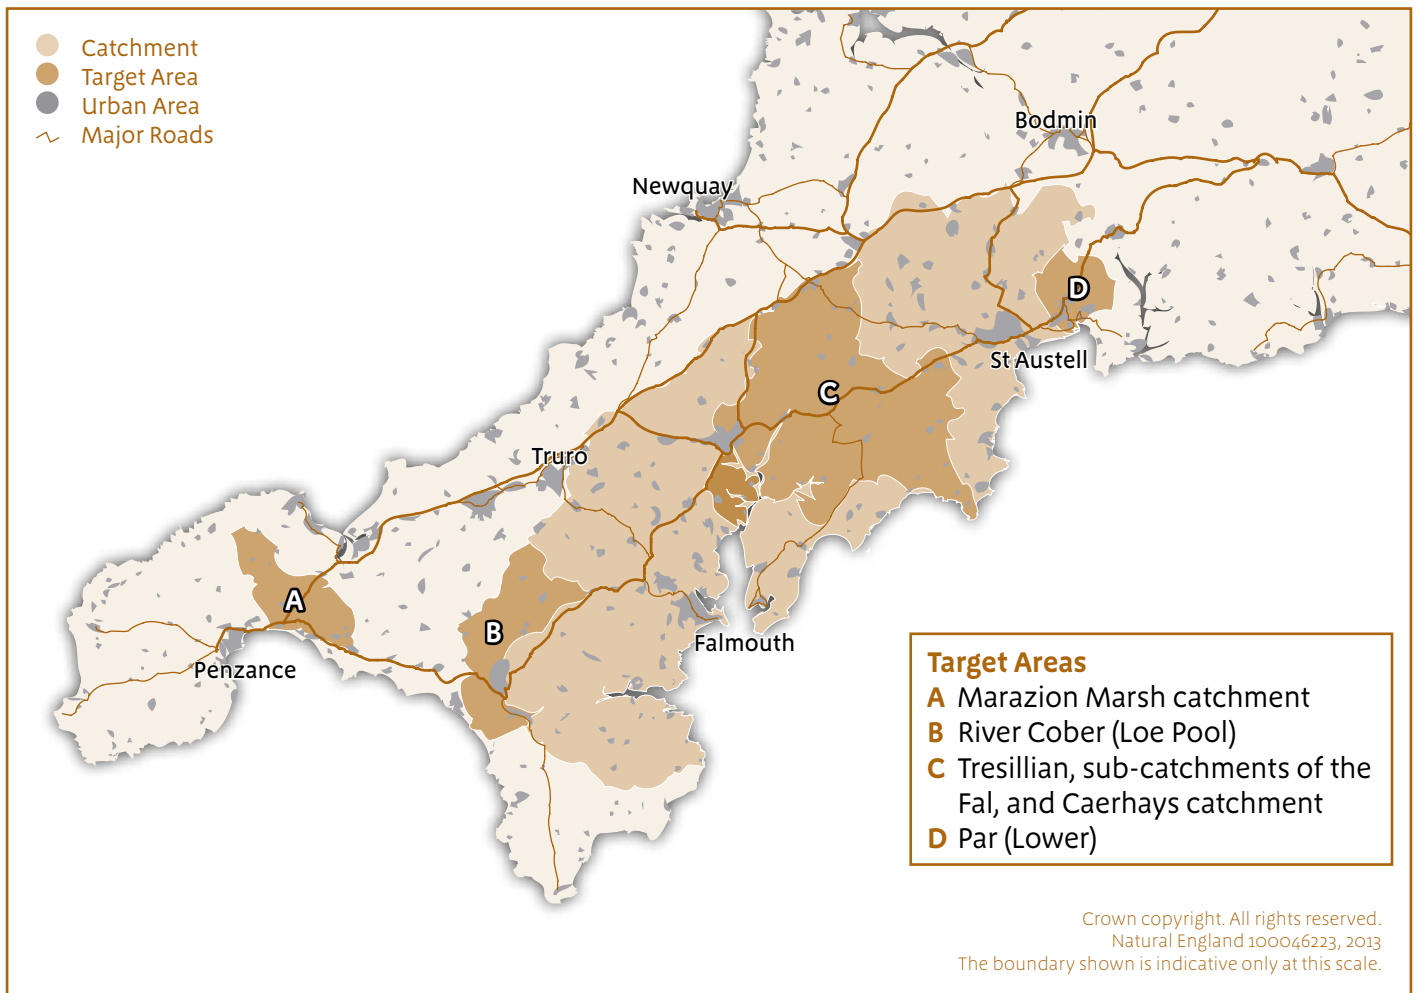 Catchment
Target Area
Urban Area
Major Roads
Bodmin
Newquay
D
St Austell
C
Truro
A
B
Falmouth
Penzance
Target Areas
A Marazion Marsh catchment
B River Cober (Loe Pool)
C Tresillian, sub-catchments of the
Fal, and Caerhays catchment
D Par (Lower)
Crown copyright. All rights reserved.
Natural England 100046223, 2013
The boundary shown is indicative only at this scale.